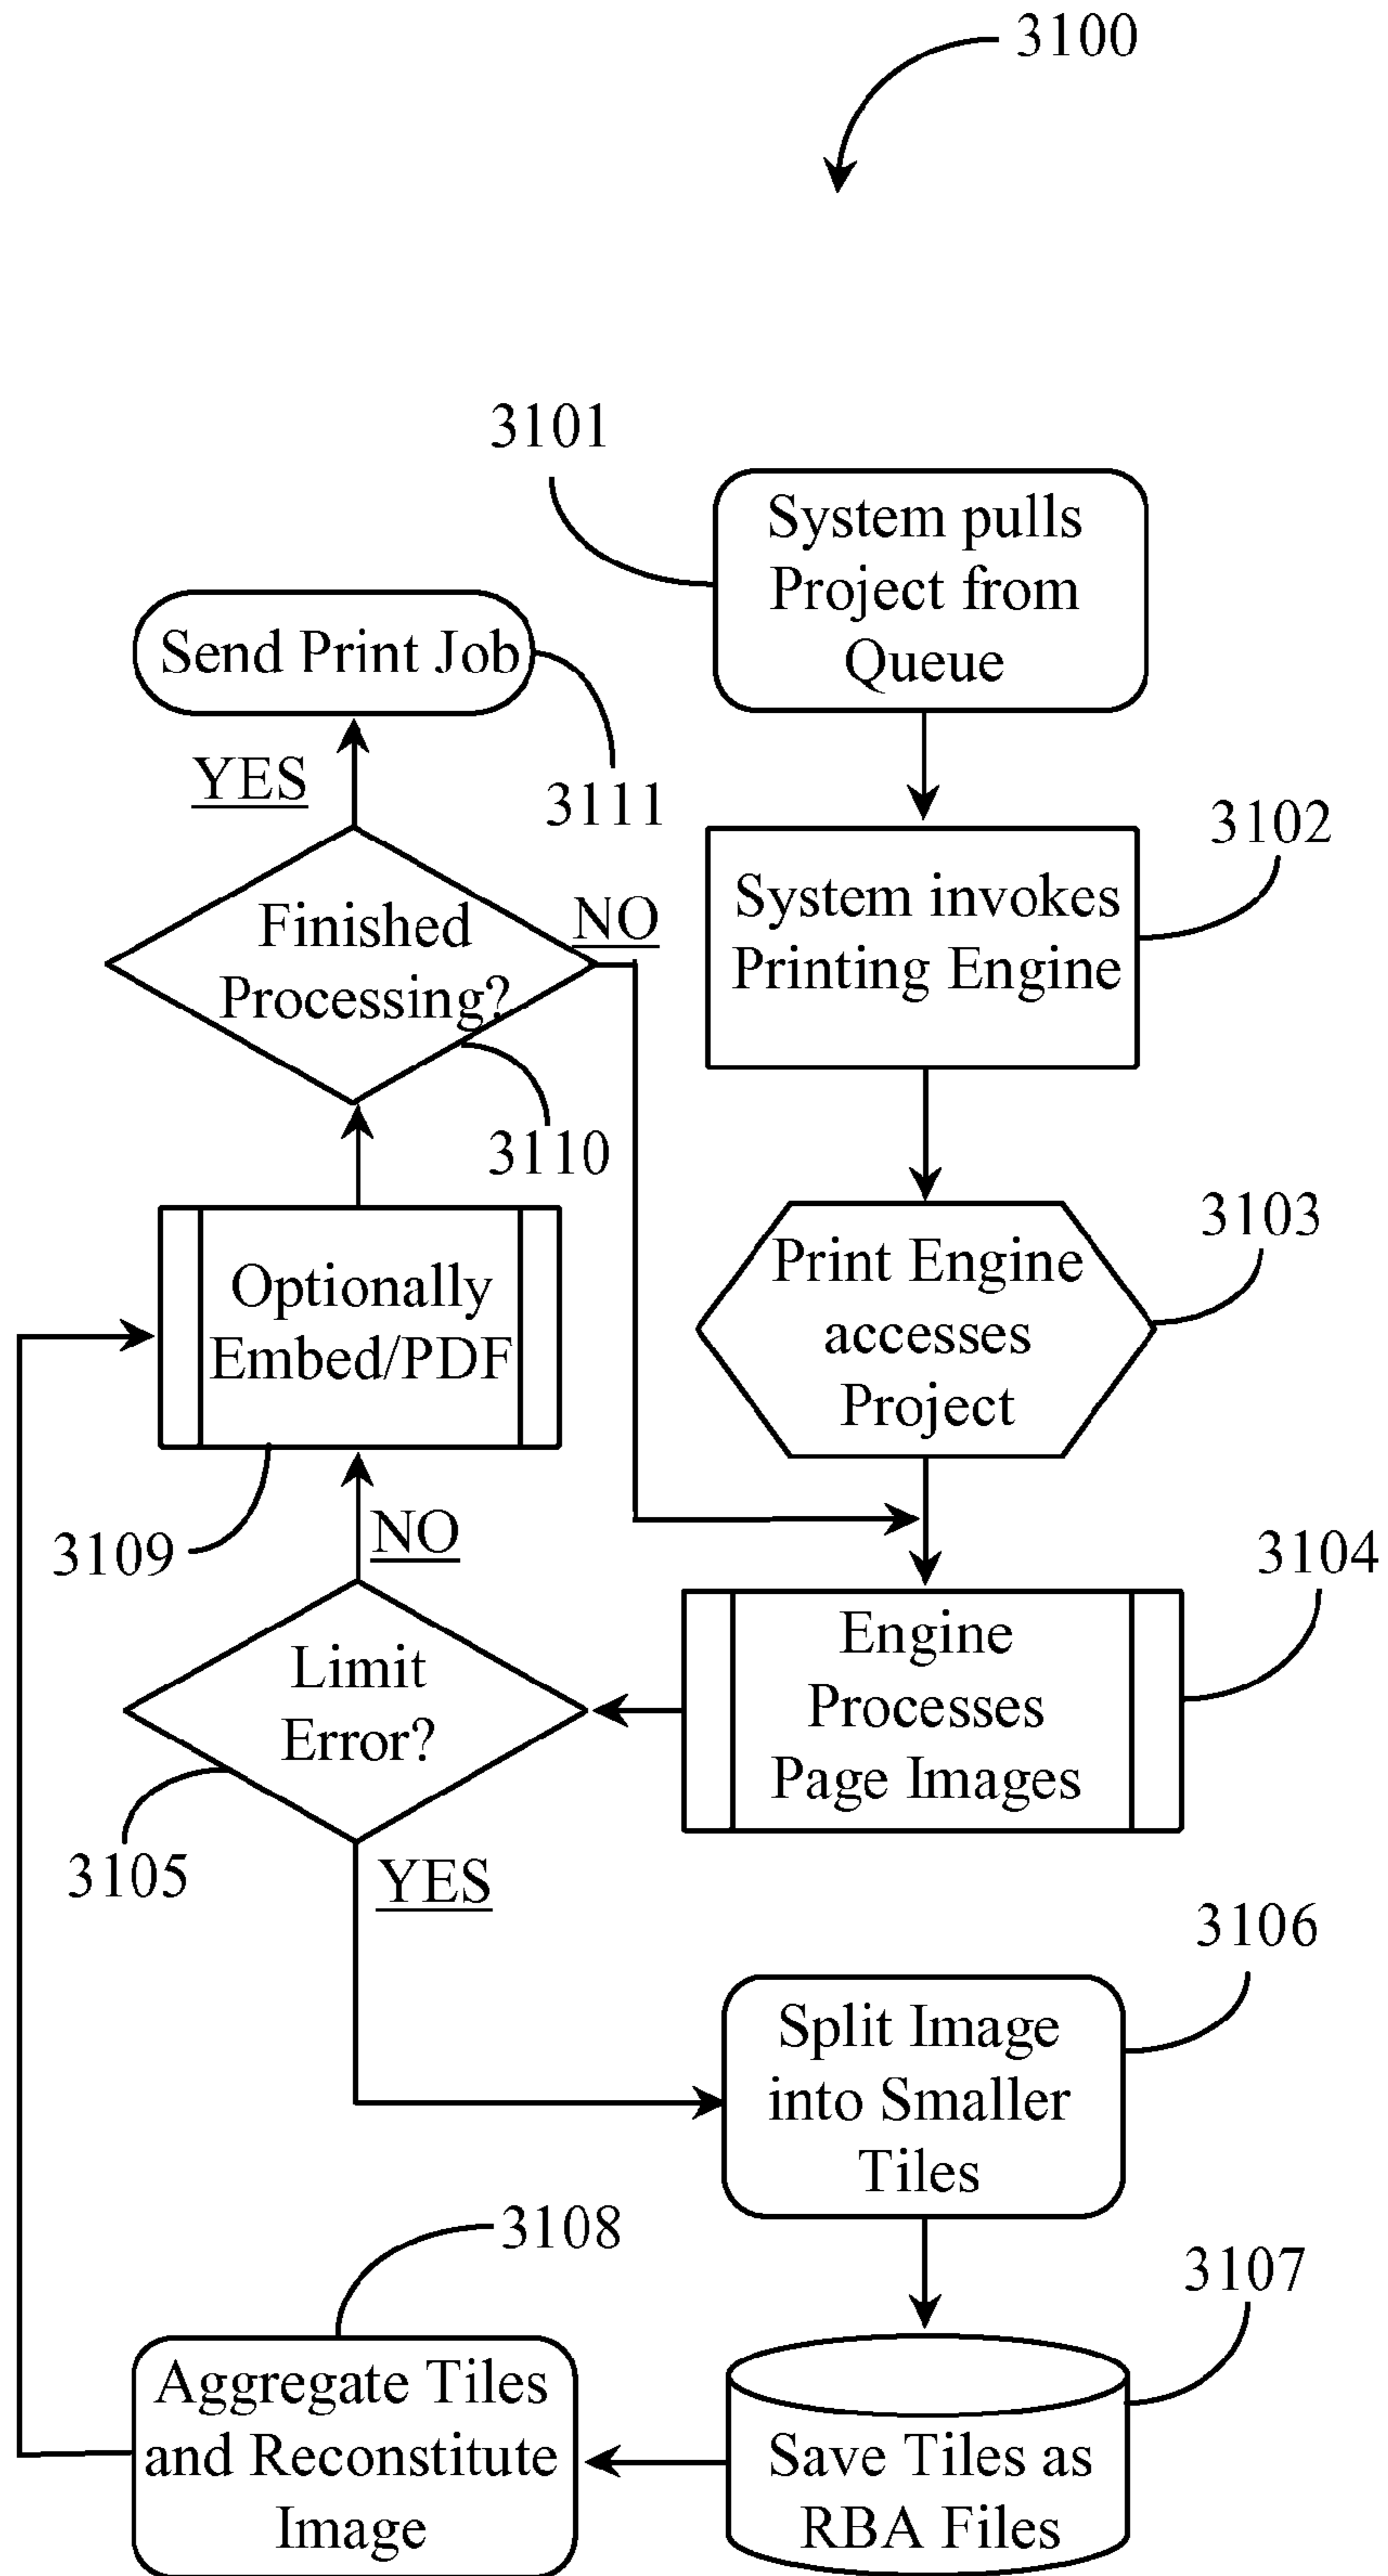 3100
3101
System pulls
Project from
Queue
Send Print Job
YES
3111
3102
System invokes
Printing Engine
Finished
Processing?
NO
3110
3103
Print Engine
accesses
Project
Optionally
Embed/PDF
3109
NO
3104
Engine
Processes
Page Images
Limit
Error?
3105
YES
3106
Split Image
into Smaller
Tiles
3108
3107
Aggregate Tiles
and Reconstitute
Image
Save Tiles as
RBA Files